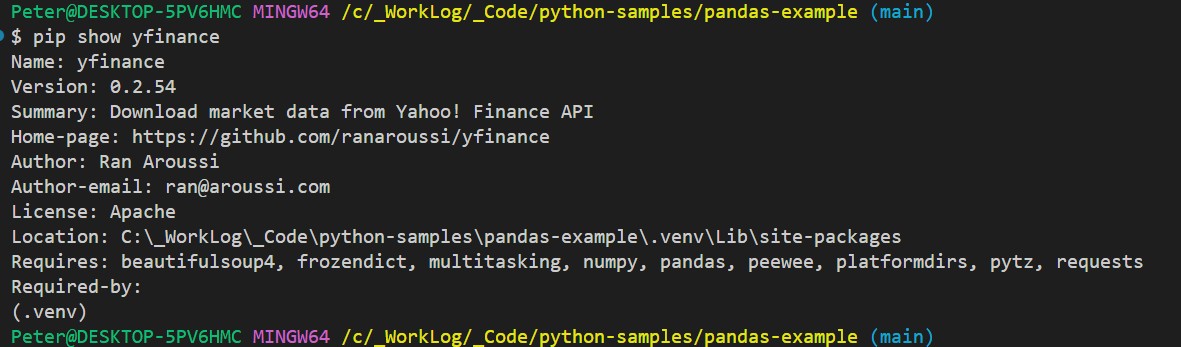 Peter@DESKTOP-5PV6HMC MINGW64 /c/_WorkLog/_Code/python-samples/pandas-example (main)
$ pip show yfinance
Name: yfinance
Version: 0.2.54
Summary: Download market data from Yahoo! Finance API
Home-page: https://github.com/ranaroussi/yfinance
Author: Ran Aroussi
Author-email: ran@aroussi.com
License: Apache
Location: C:\_WorkLog\_Code\python-samples\pandas-example\.venv\Lib\site-packages
Requires: beautifulsoup4, frozendict, multitasking, numpy, pandas, peewee, platformdirs, pytz, requests
Required-by:
(.venv)
Peter@DESKTOP-5PV6HMC MINGW64 /c/_WorkLog/_Code/python-samples/pandas-example (main)